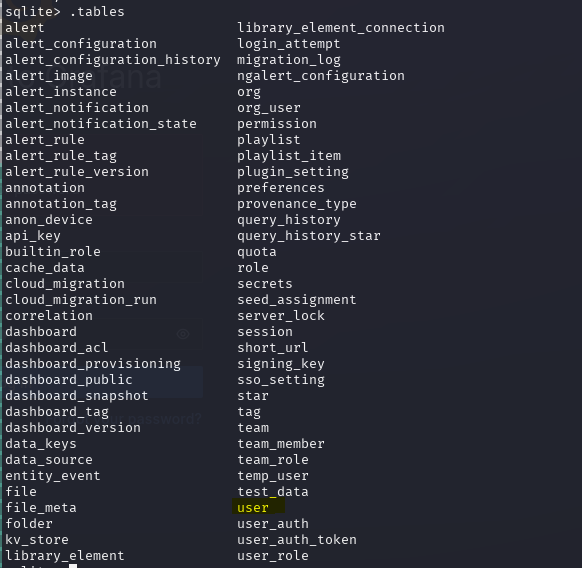 sqlite> .tables
alert library_element_connection
alert_configuration login_attempt
alert_configuration_history migration_log
alert_image ngalert_configuration
alert_instance org
alert_notification org_user
alert_notification_state permission
alert_rule playlist
alert_rule_tag playlist_item
alert_rule_version plugin_setting
annotation preferences
annotation_tag provenance_type
anon_device query_history
api_key query_history_star
builtin_role quota
cache_data role
cloud_migration secrets
cloud_migration_run seed_assignment
correlation server_lock
dashboard session
dashboard_acl short_url
dashboard_provisioning signing_key
dashboard_public sso_setting
dashboard_snapshot star
dashboard_tag tag
dashboard_version team
data_keys team_member
data_source team_role
entity_event temp_user
file test_data
file_meta user
folder user_auth
kv_store user_auth_token
library_element user_role